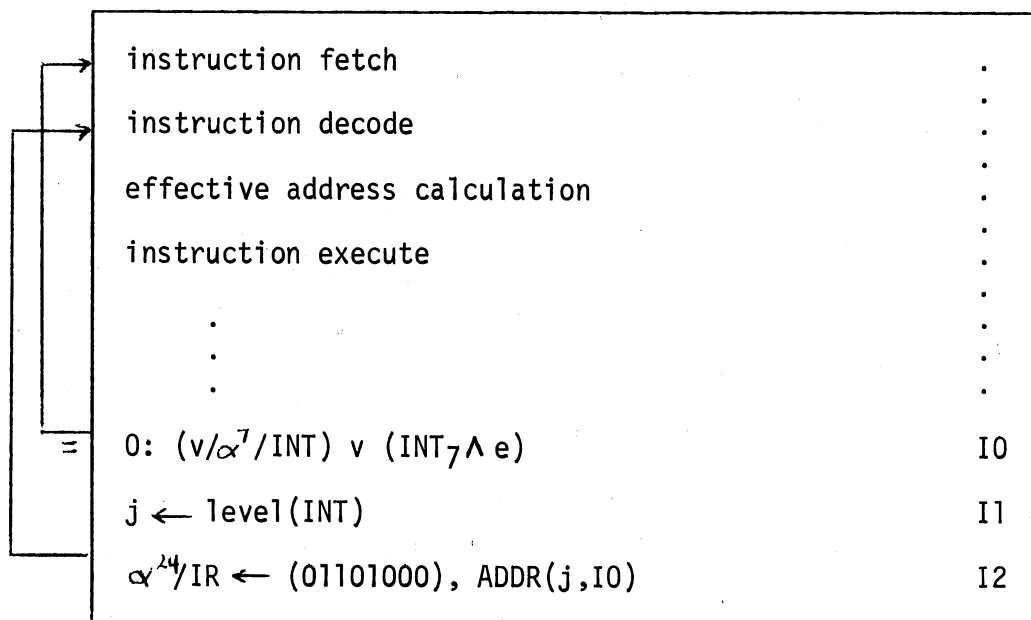 instruction fetch .
.
instruction decode .
.
effective address calculation .
.
instruction execute .
.
. .
. .
. .
= 0: (v/α⁷/INT) v (INT₇∧ e) I0
j ← level(INT) I1
α²⁴/IR ← (01101000), ADDR(j,I0) I2